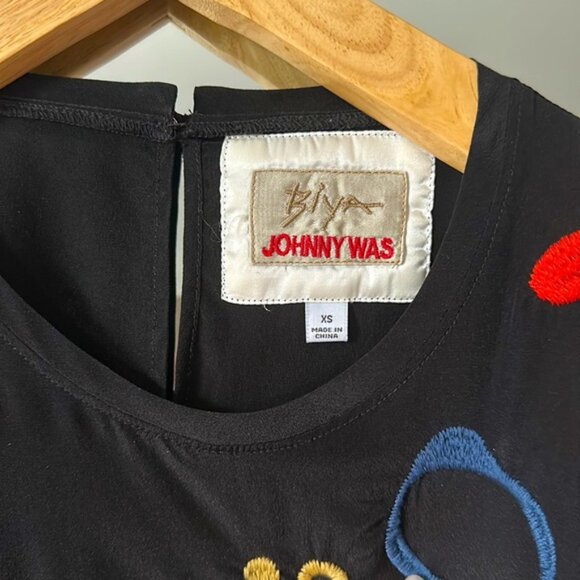 Biya
JOHNNY WAS
XS
MADE IN
CHINA